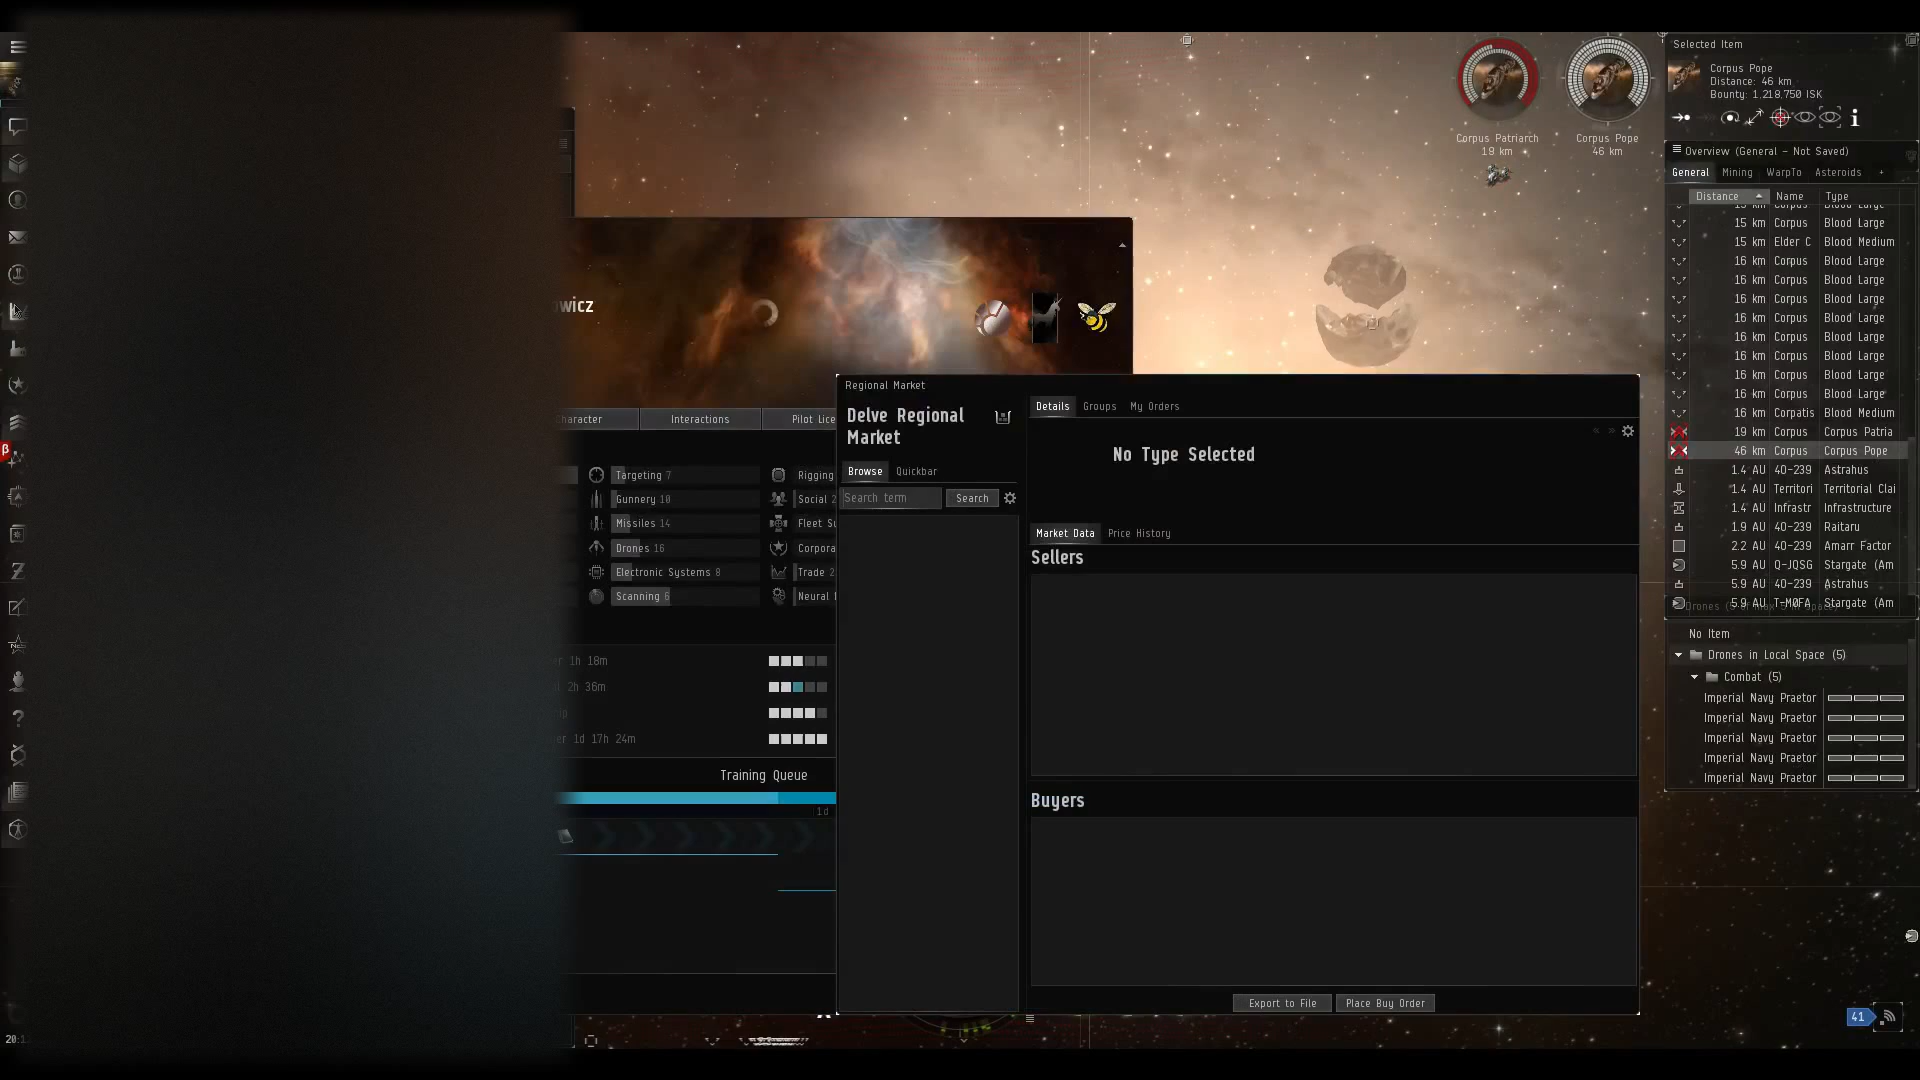 Selected Item
Corpus Pope
Distance: 46 km
Bounty: 1,218,750 ISK
Corpus Patriarch
19 km
Corpus Pope
46 km
Overview (General - Not Saved)
General Mining WarpTo Asteroids +
Distance Name Type
15 km Corpus Blood Large
15 km Elder C Blood Medium
16 km Corpus Blood Large
16 km Corpus Blood Large
16 km Corpus Blood Large
16 km Corpus Blood Large
16 km Corpus Blood Large
16 km Corpus Blood Large
16 km Corpus Blood Large
16 km Corpus Blood Large
16 km Corpatis Blood Medium
19 km Corpus Corpus Patria
46 km Corpus Corpus Pope
1.4 AU 4O-239 Astrahus
1.4 AU Territori Territorial Clai
1.4 AU Infrastr Infrastructure
1.9 AU 4O-239 Raitaru
2.2 AU 4O-239 Amarr Factor
5.9 AU Q-JQSG Stargate (Am
5.9 AU 4O-239 Astrahus
5.9 AU T-M0FA Stargate (Am
No Item
Drones in Local Space (5)
Combat (5)
Imperial Navy Praetor
Imperial Navy Praetor
Imperial Navy Praetor
Imperial Navy Praetor
Imperial Navy Praetor
41
owicz
Character Interactions Pilot Lice
Targeting 7
Gunnery 10
Missiles 14
Drones 16
Electronic Systems 8
Scanning 6
Rigging
Social 2
Fleet Su
Corpora
Trade 2
Neural
1h 18m
2h 36m
1d 17h 24m
Training Queue
1d
Regional Market
Delve Regional
Market
Browse Quickbar
Search term Search
Details Groups My Orders
No Type Selected
Market Data Price History
Sellers
Buyers
Export to File Place Buy Order
β